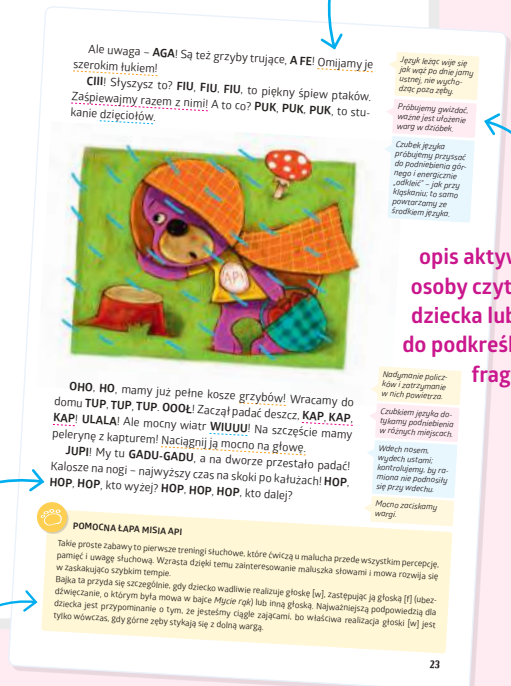 Ale uwaga – AGA! Są też grzyby trujące, A FE! Omijamy je
szerokim łukiem!
CIII! Słyszysz to? FIU, FIU, FIU, to piękny śpiew ptaków.
Zaśpiewajmy razem z nimi! A to co? PUK, PUK, PUK, to stu-
kanie dzięciołów.
Język leżąc wije się
jak wąż po dnie jamy
ustnej, nie wycho-
dząc poza zęby.
Próbujemy gwizdać,
ważne jest ułożenie
warg w dzióbek.
Czubek języka
próbujemy przyssać
do podniebienia gór-
nego i energicznie
„odkleić” – jak przy
kląskaniu; to samo
powtarzamy ze
środkiem języka.
API
opis aktyw
osoby czyt
dziecka lub
do podkreśl
frag
OHO, HO, mamy już pełne kosze grzybów! Wracamy do
domu TUP, TUP, TUP. OOOŁ! Zaczął padać deszcz, KAP, KAP,
KAP! ULALA! Ale mocny wiatr WIUUU! Na szczęście mamy
pelerynę z kapturem! Naciągnij ją mocno na głowę.
JUPI! My tu GADU-GADU, a na dworze przestało padać!
Kalosze na nogi – najwyższy czas na skoki po kałużach! HOP,
HOP, HOP, kto wyżej? HOP, HOP, HOP, kto dalej?
Nadymanie policz-
ków i zatrzymanie
w nich powietrza.
Czubkiem języka do-
tykamy podniebienia
w różnych miejscach.
Wdech nosem,
wydech ustami;
kontrolujemy, by ra-
miona nie podnosiły
się przy wdechu.
Mocno zaciskamy
wargi.
POMOCNA ŁAPA MISIA API
Takie proste zabawy to pierwsze treningi słuchowe, które ćwiczą u malucha przede wszystkim percepcję,
pamięć i uwagę słuchową. Wzrasta dzięki temu zainteresowanie maluszka słowami i mowa rozwija się
w zaskakująco szybkim tempie.
Bajka ta przyda się szczególnie, gdy dziecko wadliwie realizuje głoskę [w], zastępując ją głoską [f] (ubez-
dźwięczanie, o którym była mowa w bajce Mycie rąk) lub inną głoską. Najważniejszą podpowiedzią dla
dziecka jest przypominanie o tym, że jesteśmy ciągle zającami, bo właściwa realizacja głoski [w] jest
tylko wówczas, gdy górne zęby stykają się z dolną wargą.
23